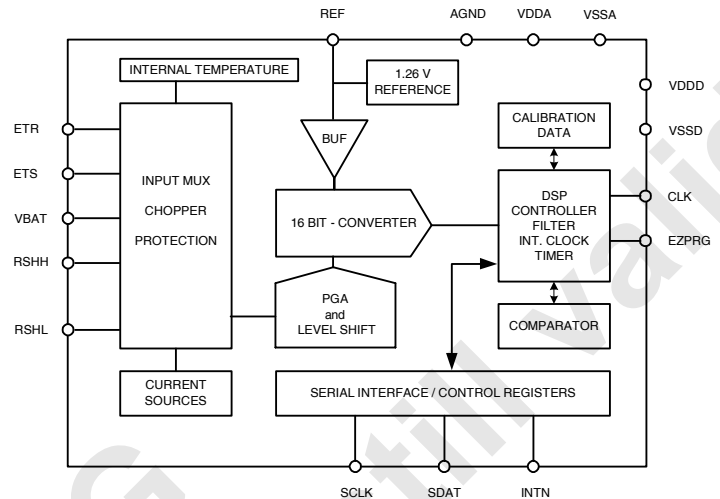 REF
AGND
VDDA
VSSA
INTERNAL TEMPERATURE
1.26 V
REFERENCE
VDDD
ETR
ETS
VBAT
RSHH
RSHL
INPUT MUX
CHOPPER
PROTECTION
BUF
CALIBRATION
DATA
VSSD
16 BIT - CONVERTER
DSP
CONTROLLER
FILTER
INT. CLOCK
TIMER
CLK
EZPRG
PGA
and
LEVEL SHIFT
COMPARATOR
CURRENT
SOURCES
SERIAL INTERFACE / CONTROL REGISTERS
SCLK
SDAT
INTN
G
till valid